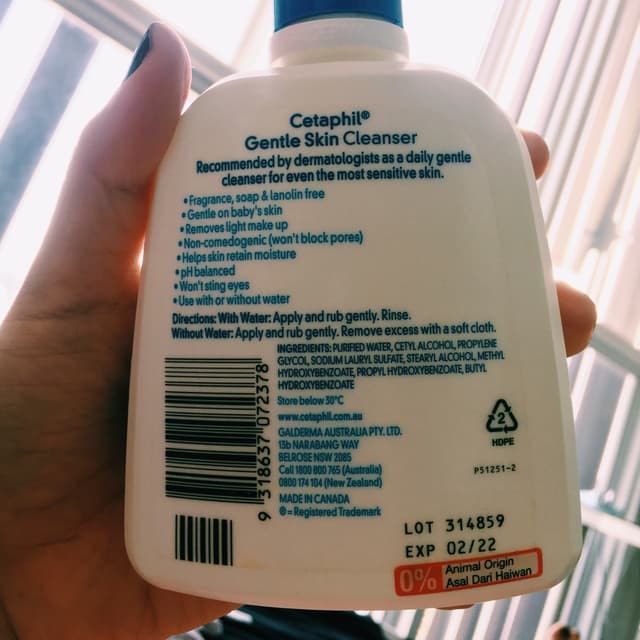 Cetaphil®
Gentle Skin Cleanser
Recommended by dermatologists as a daily gentle
cleanser for even the most sensitive skin.
• Fragrance, soap & lanolin free
• Gentle on baby's skin
• Removes light make up
• Non-comedogenic (won't block pores)
• Helps skin retain moisture
• pH balanced
• Won't sting eyes
• Use with or without water
Directions: With Water: Apply and rub gently. Rinse.
Without Water: Apply and rub gently. Remove excess with a soft cloth.
INGREDIENTS: PURIFIED WATER, CETYL ALCOHOL, PROPYLENE
GLYCOL, SODIUM LAURYL SULFATE, STEARYL ALCOHOL, METHYL
HYDROXYBENZOATE, PROPYL HYDROXYBENZOATE, BUTYL
HYDROXYBENZOATE
Store below 30°C
www.cetaphil.com.au
GALDERMA AUSTRALIA PTY. LTD.
13b NARABANG WAY
BELROSE NSW 2085
Call 1800 800 765 (Australia)
0800 174 104 (New Zealand)
MADE IN CANADA
® = Registered Trademark
9 318637 072378
2
HDPE
P51251-2
LOT 314859
EXP 02/22
0% Animal Origin
Asal Dari Haiwan